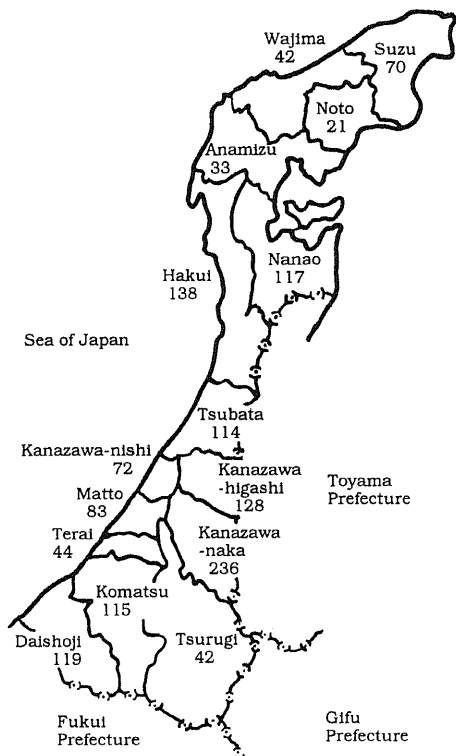 Wajima
42
Suzu
70
Noto
21
Anamizu
33
Nanao
117
Hakui
138
Sea of Japan
Tsubata
114
Kanazawa-nishi
72
Kanazawa
-higashi
128
Toyama
Prefecture
Matto
83
Kanazawa
-naka
236
Terai
44
Komatsu
115
Daishoji
119
Tsurugi
42
Fukui
Prefecture
Gifu
Prefecture